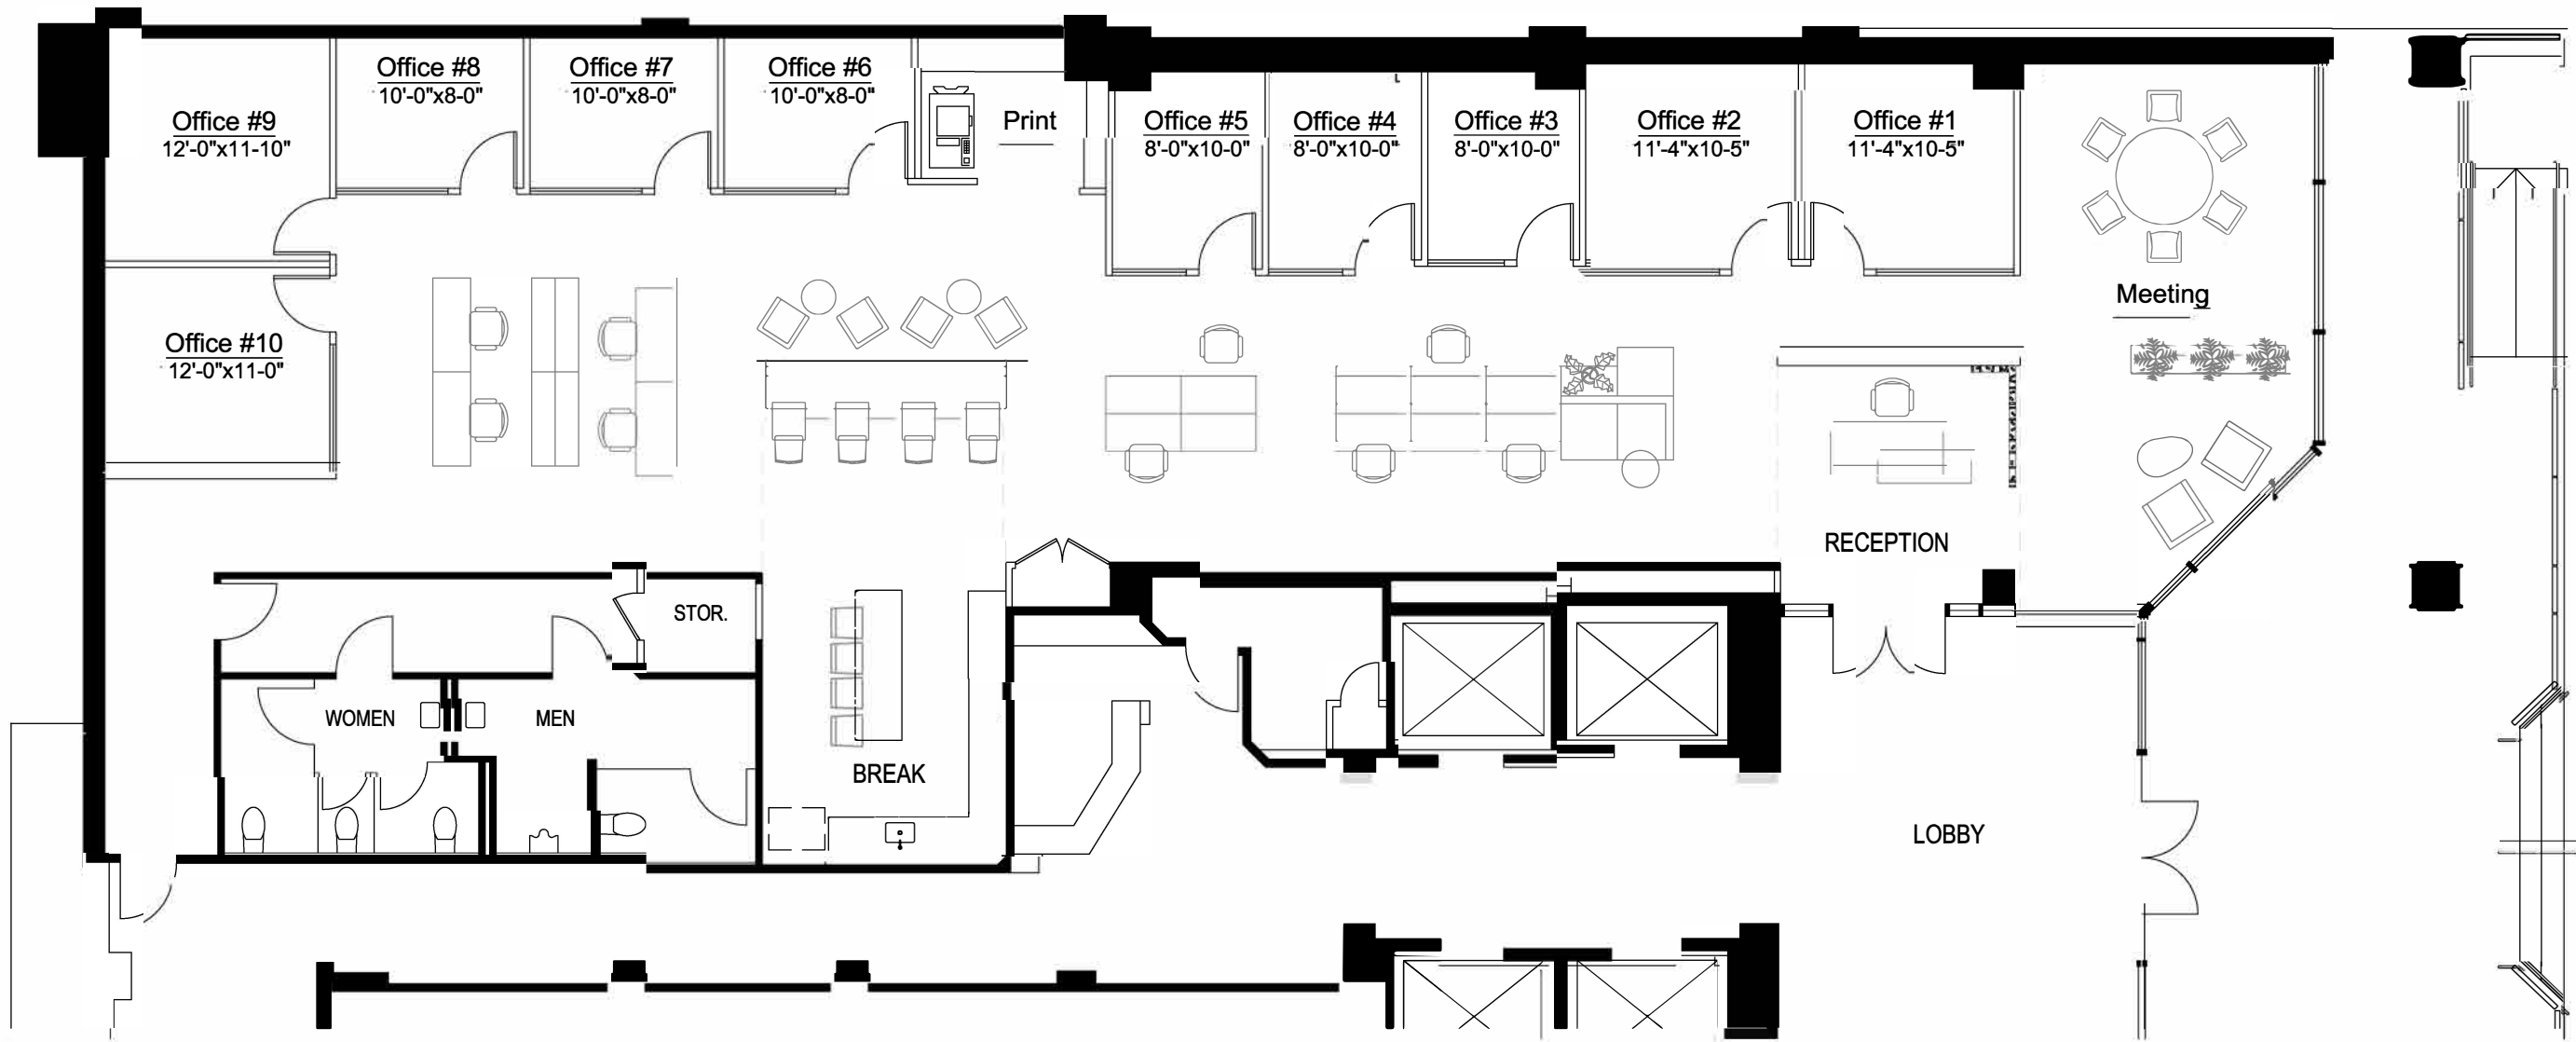 Office #8
10'-0"x8-0"
Office #7
10'-0"x8-0"
Office #6
10'-0"x8-0"
Print
Office #9
12'-0"x11-10"
Office #5
8'-0"x10-0"
Office #4
8'-0"x10-0"
Office #3
8'-0"x10-0"
Office #2
11'-4"x10-5"
Office #1
11'-4"x10-5"
Meeting
Office #10
12'-0"x11-0"
RECEPTION
STOR.
WOMEN
MEN
BREAK
LOBBY